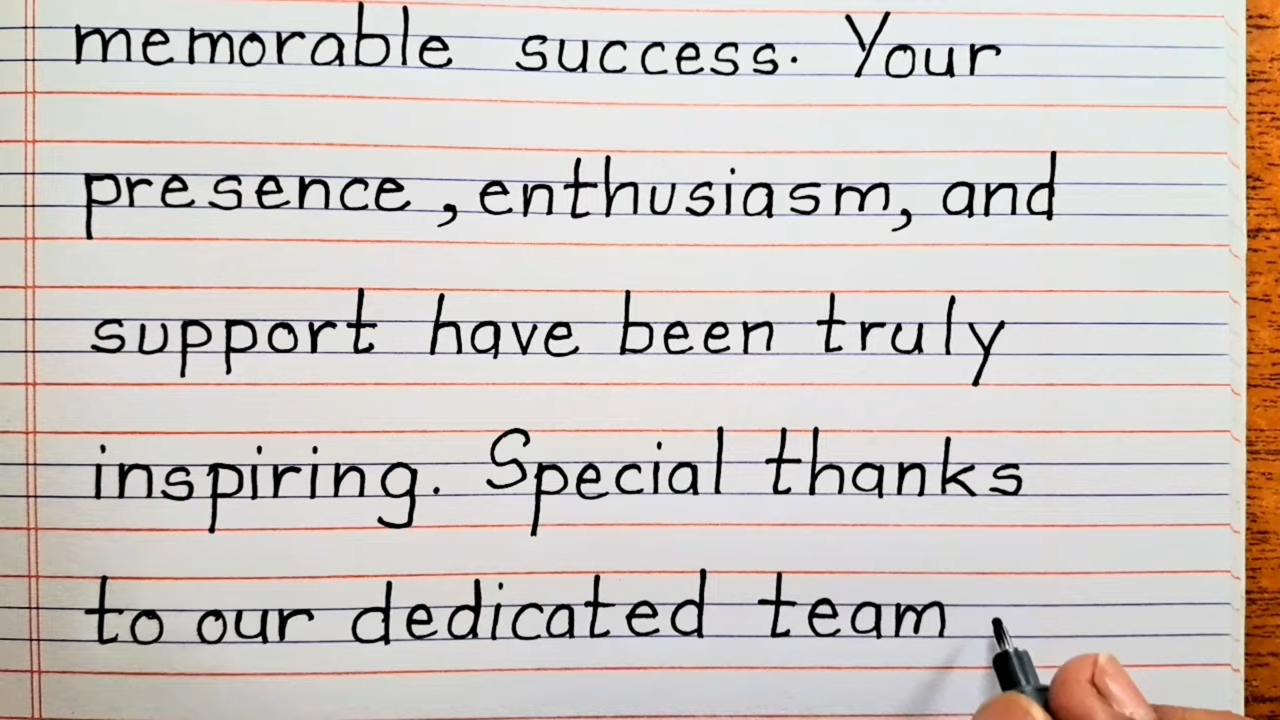 memorable success. Your
presence, enthusiasm, and
support have been truly
inspiring. Special thanks
to our dedicated team